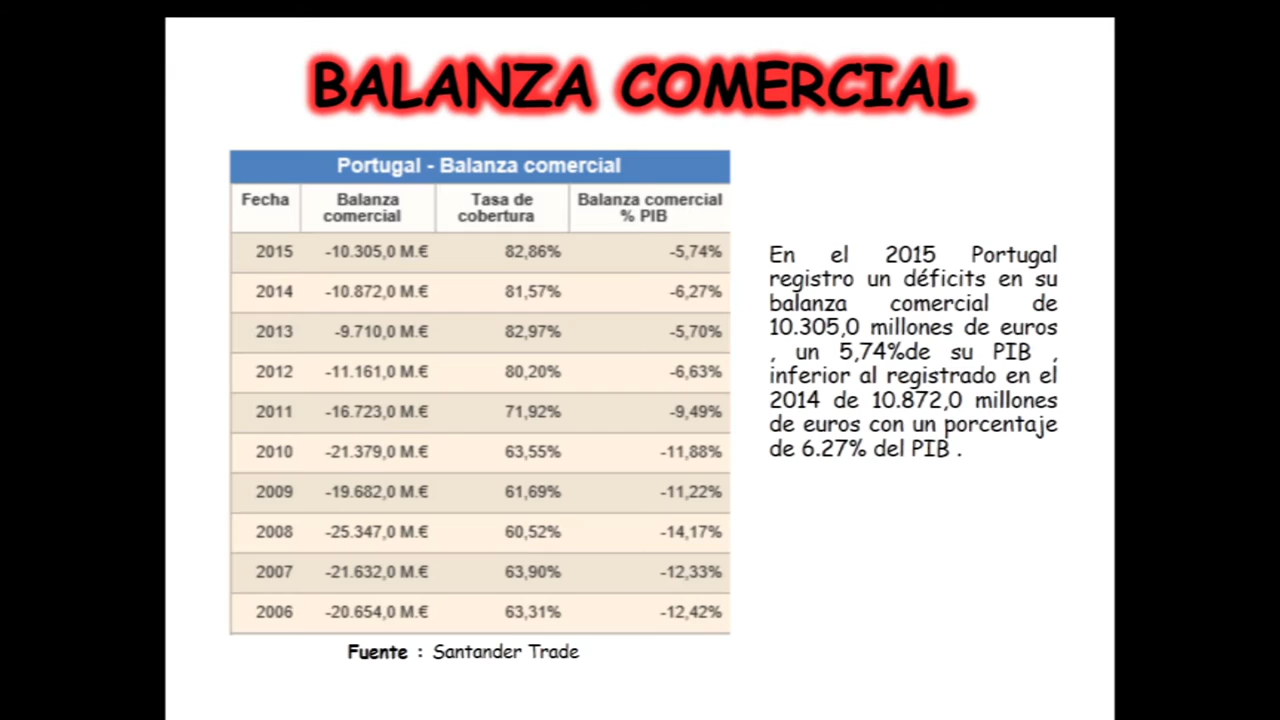 BALANZA COMERCIAL
Portugal - Balanza comercial
Fecha Balanza comercial Tasa de cobertura Balanza comercial % PIB
2015 -10.305,0 M.€ 82,86% -5,74%
2014 -10.872,0 M.€ 81,57% -6,27%
2013 -9.710,0 M.€ 82,97% -5,70%
2012 -11.161,0 M.€ 80,20% -6,63%
2011 -16.723,0 M.€ 71,92% -9,49%
2010 -21.379,0 M.€ 63,55% -11,88%
2009 -19.682,0 M.€ 61,69% -11,22%
2008 -25.347,0 M.€ 60,52% -14,17%
2007 -21.632,0 M.€ 63,90% -12,33%
2006 -20.654,0 M.€ 63,31% -12,42%
Fuente : Santander Trade
En el 2015 Portugal
registro un déficits en su
balanza comercial de
10.305,0 millones de euros
, un 5,74%de su PIB ,
inferior al registrado en el
2014 de 10.872,0 millones
de euros con un porcentaje
de 6.27% del PIB .